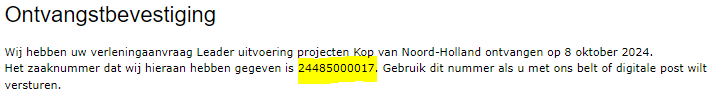 Ontvangstbevestiging
Wij hebben uw verleningaanvraag Leader uitvoering projecten Kop van Noord-Holland ontvangen op 8 oktober 2024.
Het zaaknummer dat wij hieraan hebben gegeven is 24485000017. Gebruik dit nummer als u met ons belt of digitale post wilt
versturen.